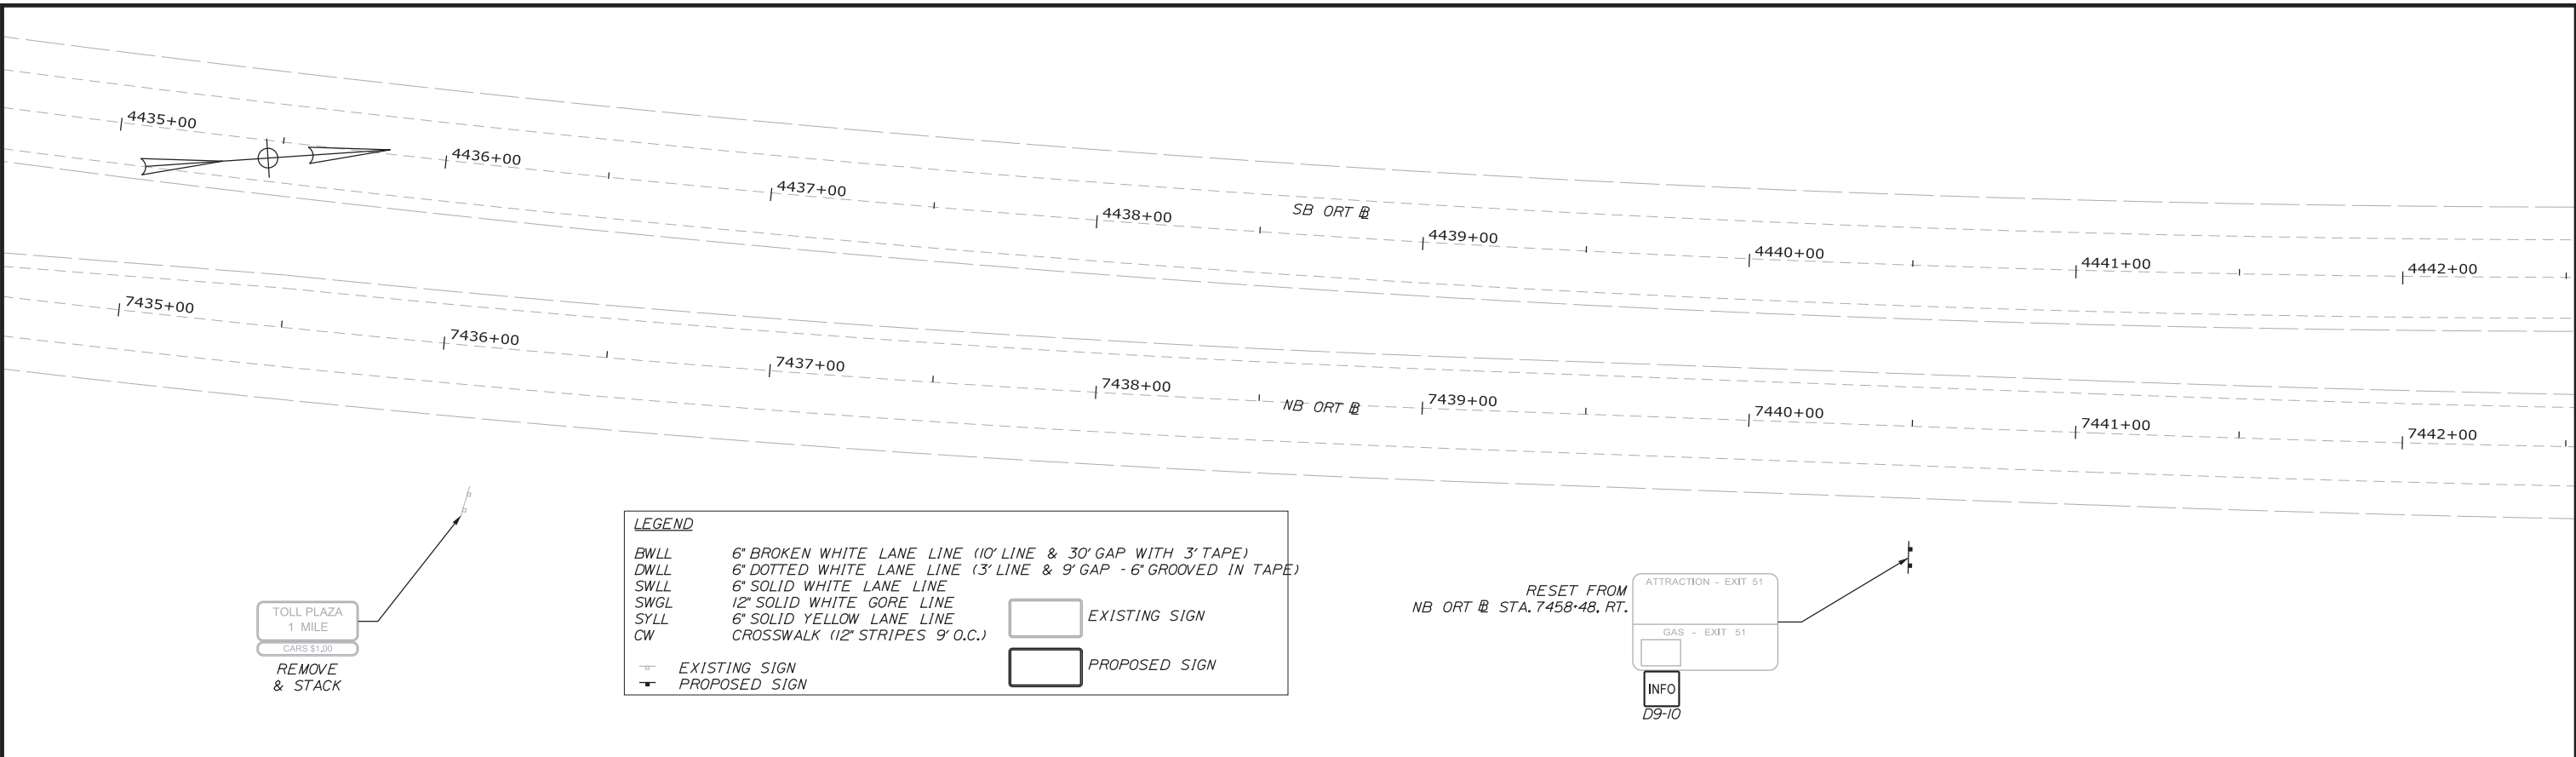 4435+00
4436+00
4437+00
4438+00
SB ORT BL
4439+00
4440+00
4441+00
4442+00
7435+00
7436+00
7437+00
7438+00
NB ORT BL
7439+00
7440+00
7441+00
7442+00
TOLL PLAZA
1 MILE
CARS $1.00
REMOVE
& STACK
LEGEND
BWLL 6" BROKEN WHITE LANE LINE (10' LINE & 30' GAP WITH 3' TAPE)
DWLL 6" DOTTED WHITE LANE LINE (3' LINE & 9' GAP - 6" GROOVED IN TAPE)
SWLL 6" SOLID WHITE LANE LINE
SWGL 12" SOLID WHITE GORE LINE
SYLL 6" SOLID YELLOW LANE LINE
CW CROSSWALK (12" STRIPES 9' O.C.)
EXISTING SIGN
PROPOSED SIGN
EXISTING SIGN
PROPOSED SIGN
RESET FROM
NB ORT BL STA. 7458+48, RT.
ATTRACTION - EXIT 51
GAS - EXIT 51
INFO
D9-10